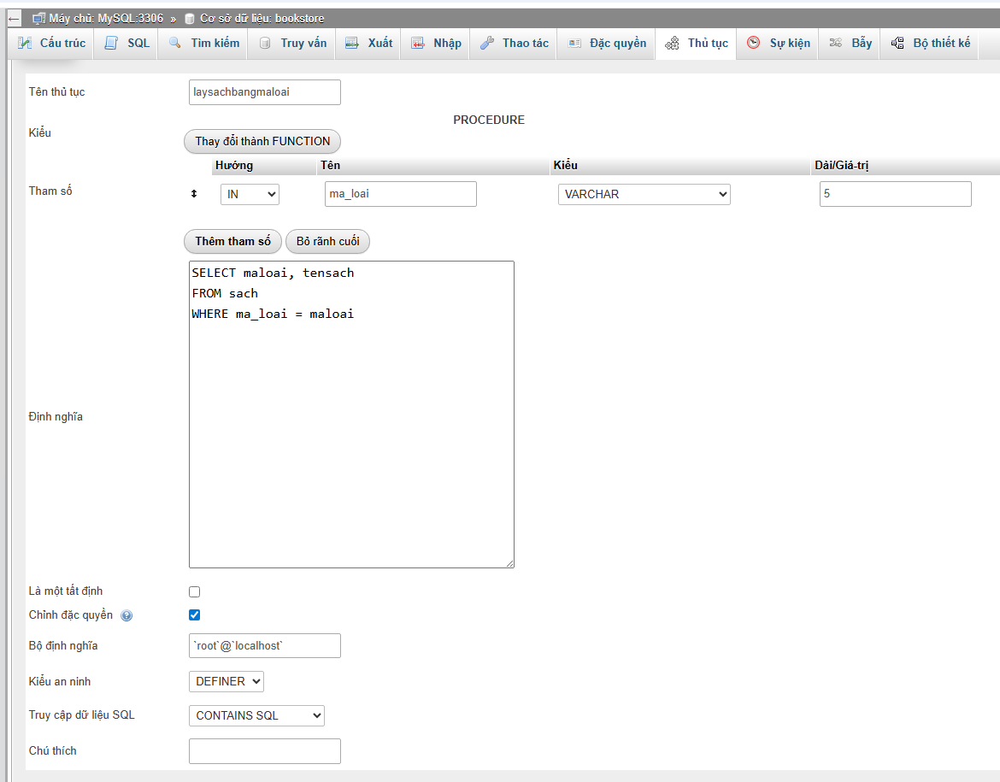 ← Máy chủ: MySQL:3306 » Cơ sở dữ liệu: bookstore
Cấu trúc SQL Tìm kiếm Truy vấn Xuất Nhập Thao tác Đặc quyền Thủ tục Sự kiện Bẫy Bộ thiết kế
Tên thủ tục laysachbangmaloai
PROCEDURE
Kiểu
Thay đổi thành FUNCTION
Hướng Tên Kiểu Dài/Giá-trị
Tham số IN ma_loai VARCHAR 5
Thêm tham số Bỏ rãnh cuối
SELECT maloai, tensach
FROM sach
WHERE ma_loai = maloai
Định nghĩa
Là một tất định
Chỉnh đặc quyền
Bộ định nghĩa `root`@`localhost`
Kiểu an ninh DEFINER
Truy cập dữ liệu SQL CONTAINS SQL
Chú thích